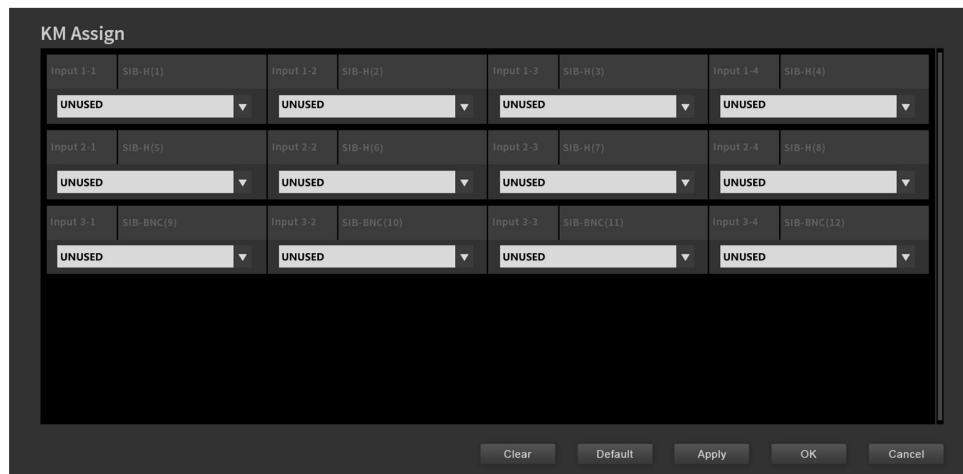 KM Assign
Input 1-1 SIB-H(1) Input 1-2 SIB-H(2) Input 1-3 SIB-H(3) Input 1-4 SIB-H(4)
UNUSED UNUSED UNUSED UNUSED
Input 2-1 SIB-H(5) Input 2-2 SIB-H(6) Input 2-3 SIB-H(7) Input 2-4 SIB-H(8)
UNUSED UNUSED UNUSED UNUSED
Input 3-1 SIB-BNC(9) Input 3-2 SIB-BNC(10) Input 3-3 SIB-BNC(11) Input 3-4 SIB-BNC(12)
UNUSED UNUSED UNUSED UNUSED
Clear Default Apply OK Cancel